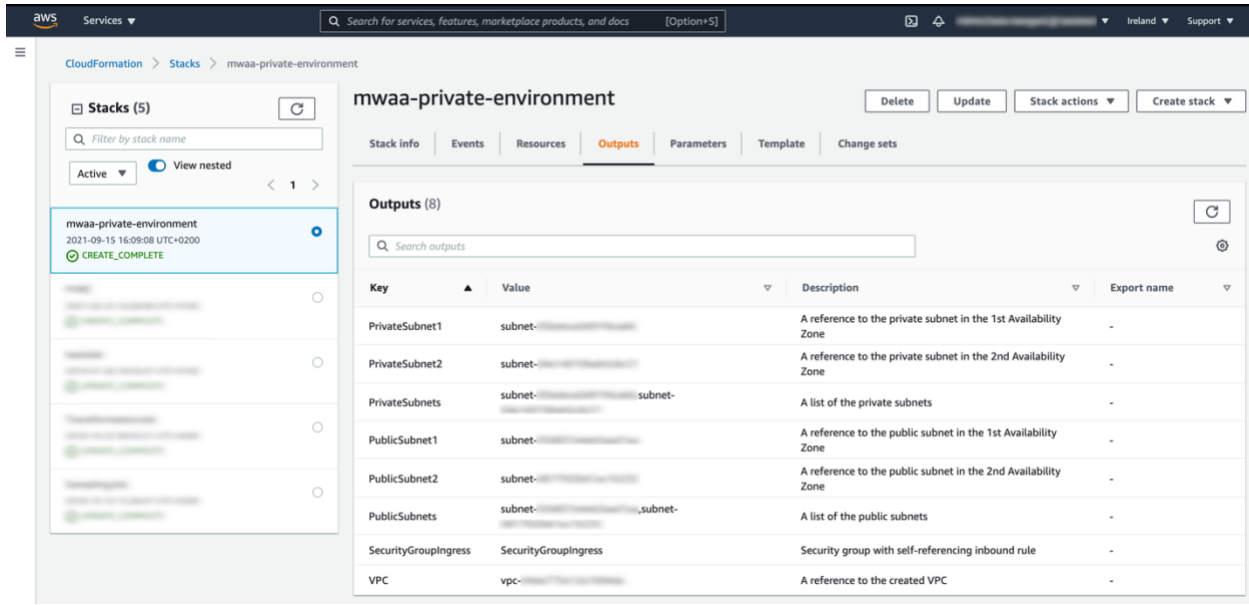 aws Services ▼ Search for services, features, marketplace products, and docs [Option+S] ▼ Ireland ▼ Support ▼
CloudFormation > Stacks > mwaa-private-environment
Stacks (5)
Filter by stack name
Active ▼ View nested
< 1 >
mwaa-private-environment
2021-09-15 16:09:08 UTC+0200
CREATE_COMPLETE
mwaa-private-environment
Delete Update Stack actions ▼ Create stack ▼
Stack info Events Resources Outputs Parameters Template Change sets
Outputs (8)
Search outputs
Key ▲ Value ▽ Description ▽ Export name ▽
PrivateSubnet1 subnet- A reference to the private subnet in the 1st Availability
Zone -
PrivateSubnet2 subnet- A reference to the private subnet in the 2nd Availability
Zone -
PrivateSubnets subnet- ,subnet- A list of the private subnets -
PublicSubnet1 subnet- A reference to the public subnet in the 1st Availability
Zone -
PublicSubnet2 subnet- A reference to the public subnet in the 2nd Availability
Zone -
PublicSubnets subnet- ,subnet- A list of the public subnets -
SecurityGroupIngress SecurityGroupIngress Security group with self-referencing inbound rule -
VPC vpc- A reference to the created VPC -